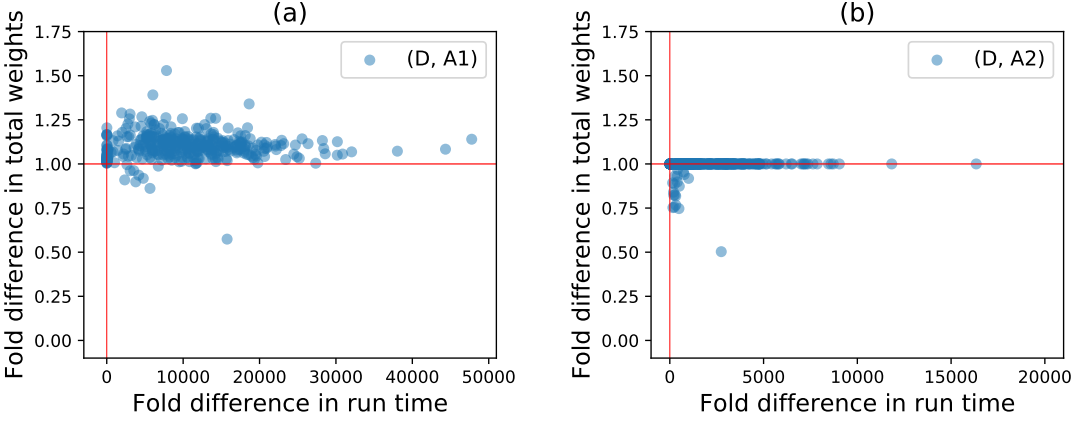 (a)
Fold difference in total weights
1.75
1.50
1.25
1.00
0.75
0.50
0.25
0.00
(D, A1)
0 10000 20000 30000 40000 50000
Fold difference in run time
(b)
Fold difference in total weights
1.75
1.50
1.25
1.00
0.75
0.50
0.25
0.00
(D, A2)
0 5000 10000 15000 20000
Fold difference in run time